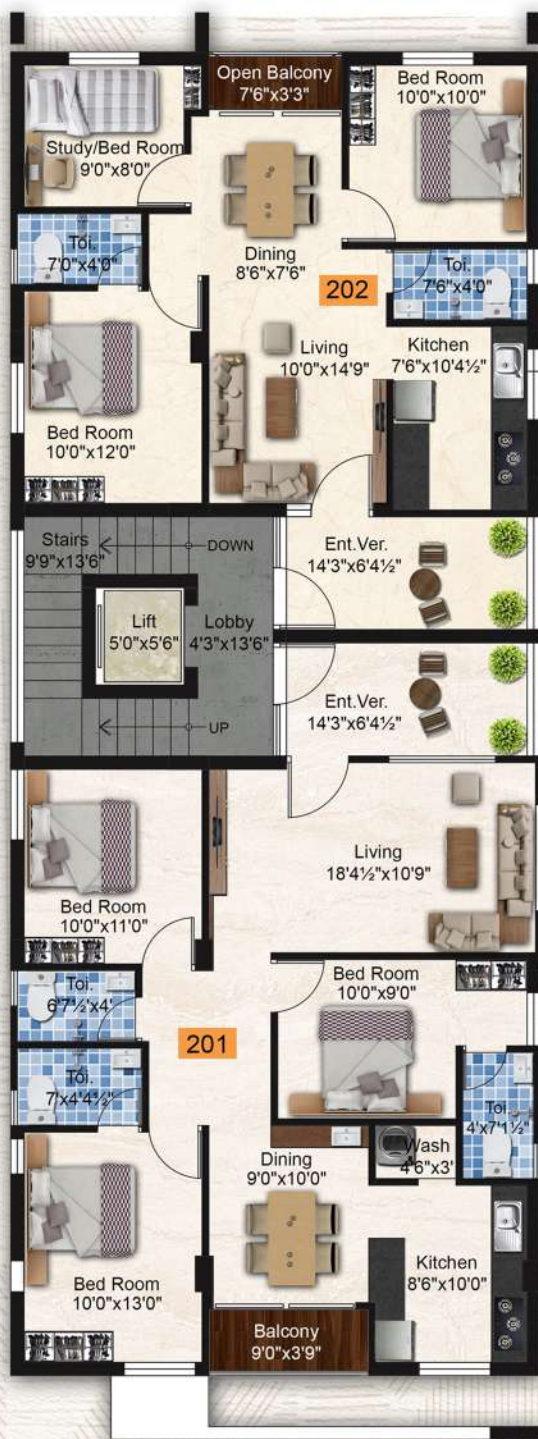 Open Balcony
7'6"x3'3"
Bed Room
10'0"x10'0"
Study/Bed Room
9'0"x8'0"
Toi.
7'0"x4'0"
Dining
8'6"x7'6"
202
Toi.
7'6"x4'0"
Living
10'0"x14'9"
Kitchen
7'6"x10'4½"
Bed Room
10'0"x12'0"
Stairs
9'9"x13'6"
DOWN
Ent.Ver.
14'3"x6'4½"
Lift
5'0"x5'6"
Lobby
4'3"x13'6"
UP
Ent.Ver.
14'3"x6'4½"
Living
18'4½"x10'9"
Bed Room
10'0"x11'0"
Toi.
6'7½'x4'
Bed Room
10'0"x9'0"
201
Toi.
7'x4'4½"
Toi.
4'x7'1½"
Wash
4'6"x3'
Dining
9'0"x10'0"
Kitchen
8'6"x10'0"
Bed Room
10'0"x13'0"
Balcony
9'0"x3'9"